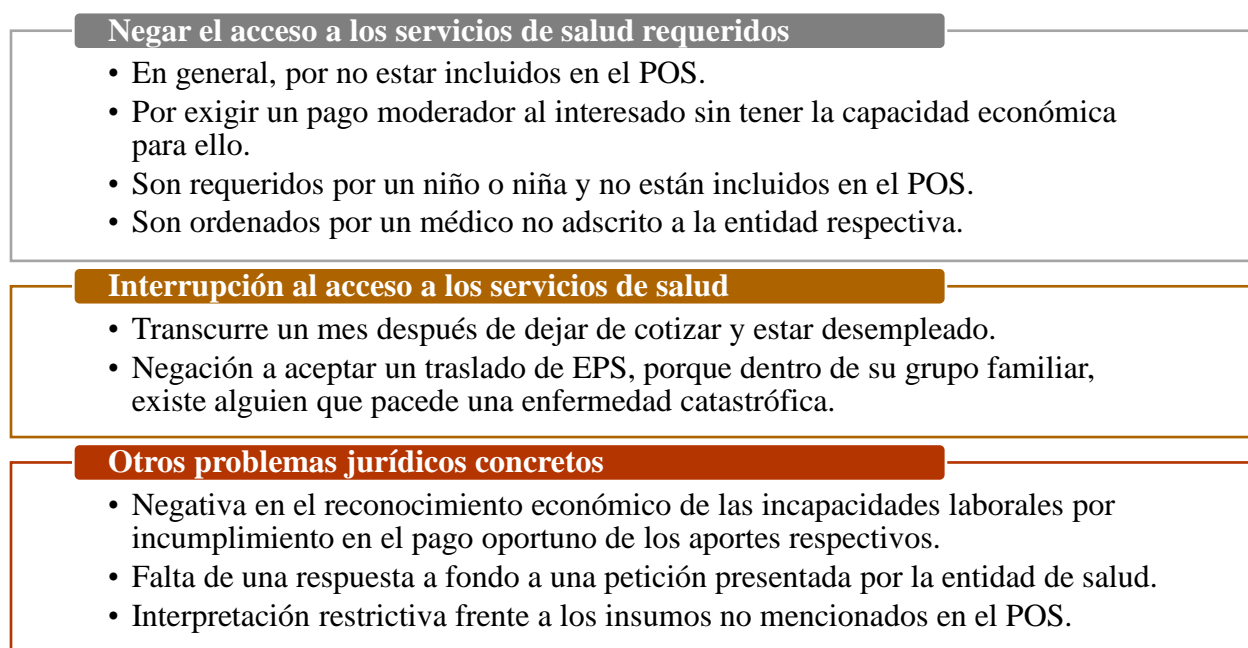 Negar el acceso a los servicios de salud requeridos
• En general, por no estar incluidos en el POS.
• Por exigir un pago moderador al interesado sin tener la capacidad económica
para ello.
• Son requeridos por un niño o niña y no están incluidos en el POS.
• Son ordenados por un médico no adscrito a la entidad respectiva.
Interrupción al acceso a los servicios de salud
• Transcurre un mes después de dejar de cotizar y estar desempleado.
• Negación a aceptar un traslado de EPS, porque dentro de su grupo familiar,
existe alguien que pacede una enfermedad catastrófica.
Otros problemas jurídicos concretos
• Negativa en el reconocimiento económico de las incapacidades laborales por
incumplimiento en el pago oportuno de los aportes respectivos.
• Falta de una respuesta a fondo a una petición presentada por la entidad de salud.
• Interpretación restrictiva frente a los insumos no mencionados en el POS.